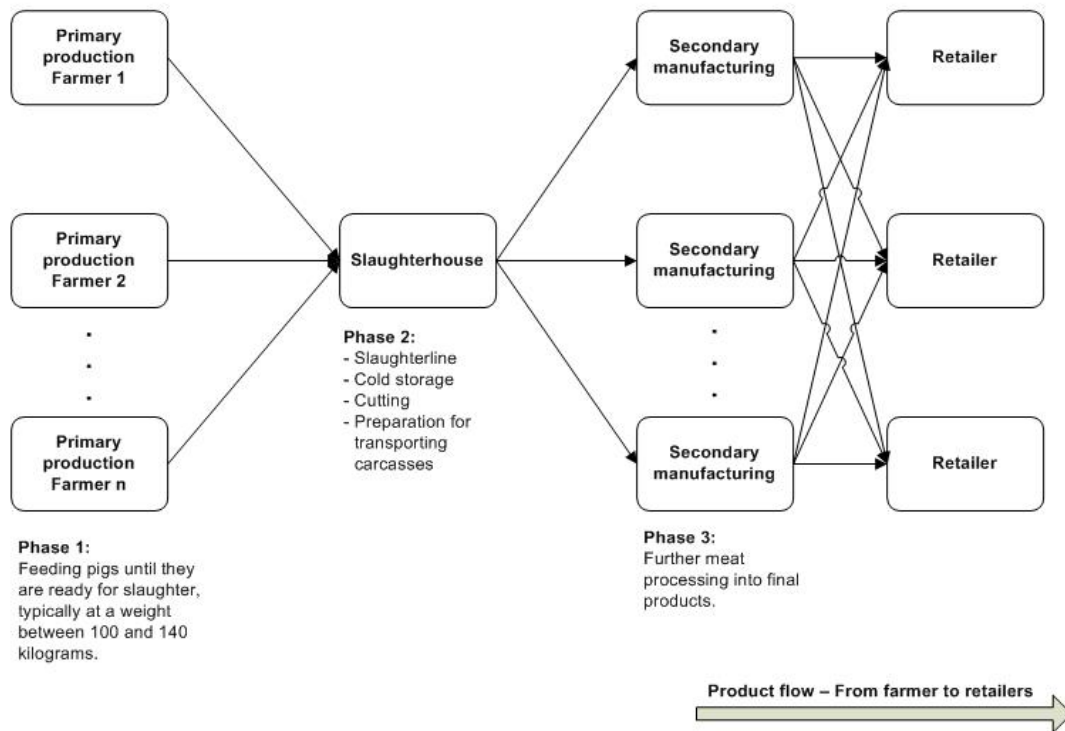 Primary
production
Farmer 1
Secondary
manufacturing
Retailer
Primary
production
Farmer 2
Slaughterhouse
Secondary
manufacturing
Retailer
Phase 2:
- Slaughterline
- Cold storage
- Cutting
- Preparation for
transporting
carcasses
Primary
production
Farmer n
Secondary
manufacturing
Retailer
Phase 1:
Feeding pigs until they
are ready for slaughter,
typically at a weight
between 100 and 140
kilograms.
Phase 3:
Further meat
processing into final
products.
Product flow – From farmer to retailers